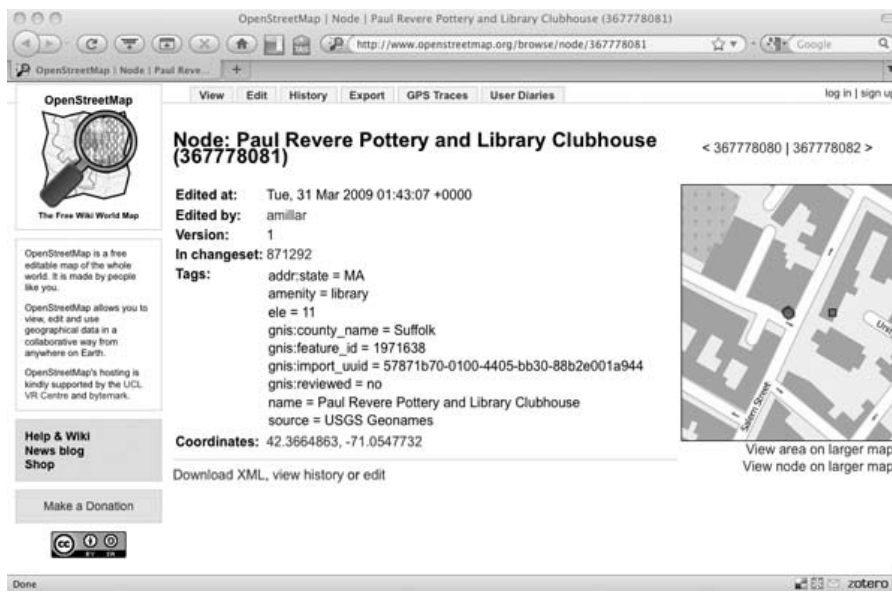 OpenStreetMap | Node | Paul Revere Pottery and Library Clubhouse (367778081)
http://www.openstreetmap.org/browse/node/367778081
Google
OpenStreetMap | Node | Paul Reve...
View Edit History Export GPS Traces User Diaries
log in | sign up
OpenStreetMap
The Free Wiki World Map
OpenStreetMap is a free
editable map of the whole
world. It is made by people
like you.
OpenStreetMap allows you to
view, edit and use
geographical data in a
collaborative way from
anywhere on Earth.
OpenStreetMap's hosting is
kindly supported by the UCL
VR Centre and bytemark.
Help & Wiki
News blog
Shop
Make a Donation
cc
BY SA
Node: Paul Revere Pottery and Library Clubhouse
(367778081)
Edited at: Tue, 31 Mar 2009 01:43:07 +0000
Edited by: amillar
Version: 1
In changeset: 871292
Tags: addr:state = MA
amenity = library
ele = 11
gnis:county_name = Suffolk
gnis:feature_id = 1971638
gnis:import_uuid = 57871b70-0100-4405-bb30-88b2e001a944
gnis:reviewed = no
name = Paul Revere Pottery and Library Clubhouse
source = USGS Geonames
Coordinates: 42.3664863, -71.0547732
Download XML, view history or edit
< 367778080 | 367778082 >
Salem Street
View area on larger map
View node on larger map
Done
zotero